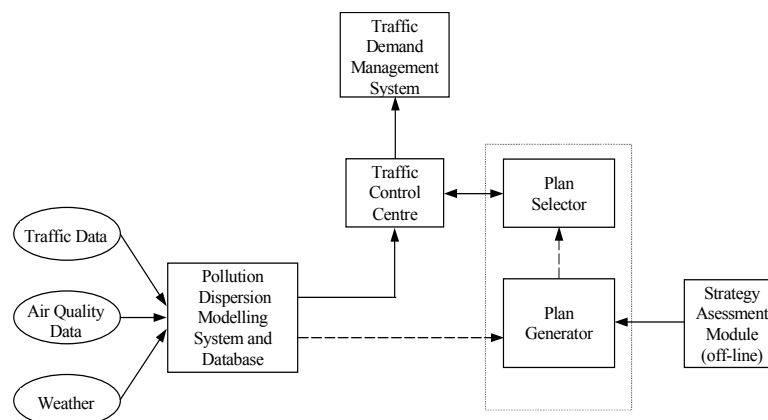 Traffic
Demand
Management
System
Traffic
Control
Centre
Plan
Selector
Traffic Data
Air Quality
Data
Weather
Pollution
Dispersion
Modelling
System and
Database
Plan
Generator
Strategy
Asessment
Module
(off-line)